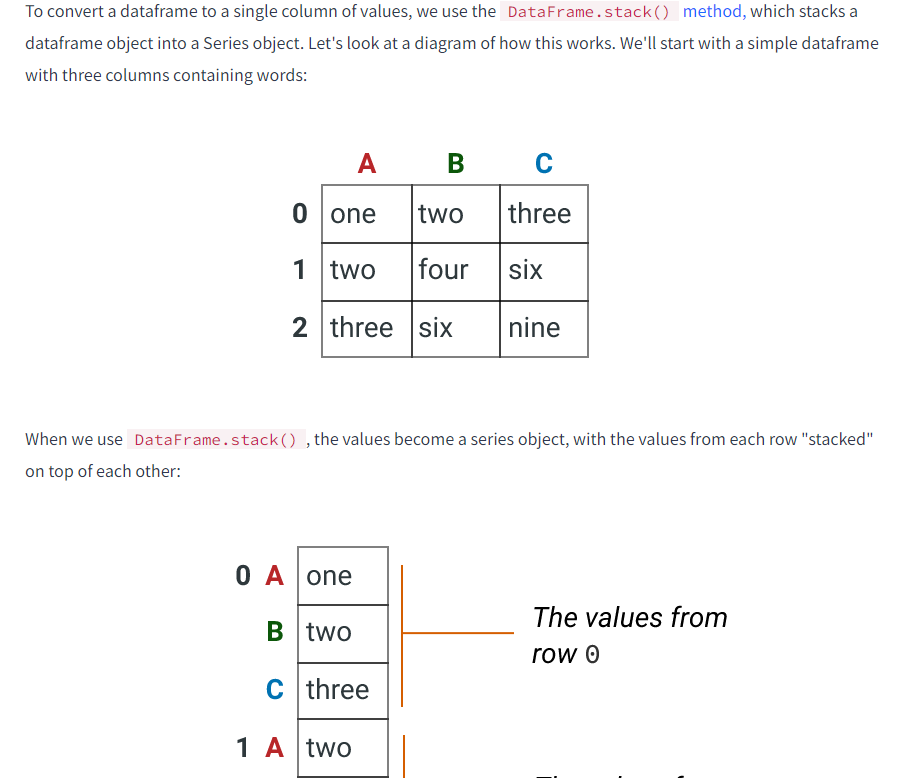 To convert a dataframe to a single column of values, we use the DataFrame.stack() method, which stacks a
dataframe object into a Series object. Let's look at a diagram of how this works. We'll start with a simple dataframe
with three columns containing words:
A B C
0 one two three
1 two four six
2 three six nine
When we use DataFrame.stack() , the values become a series object, with the values from each row "stacked"
on top of each other:
0 A one
B two
The values from
row 0
C three
1 A two